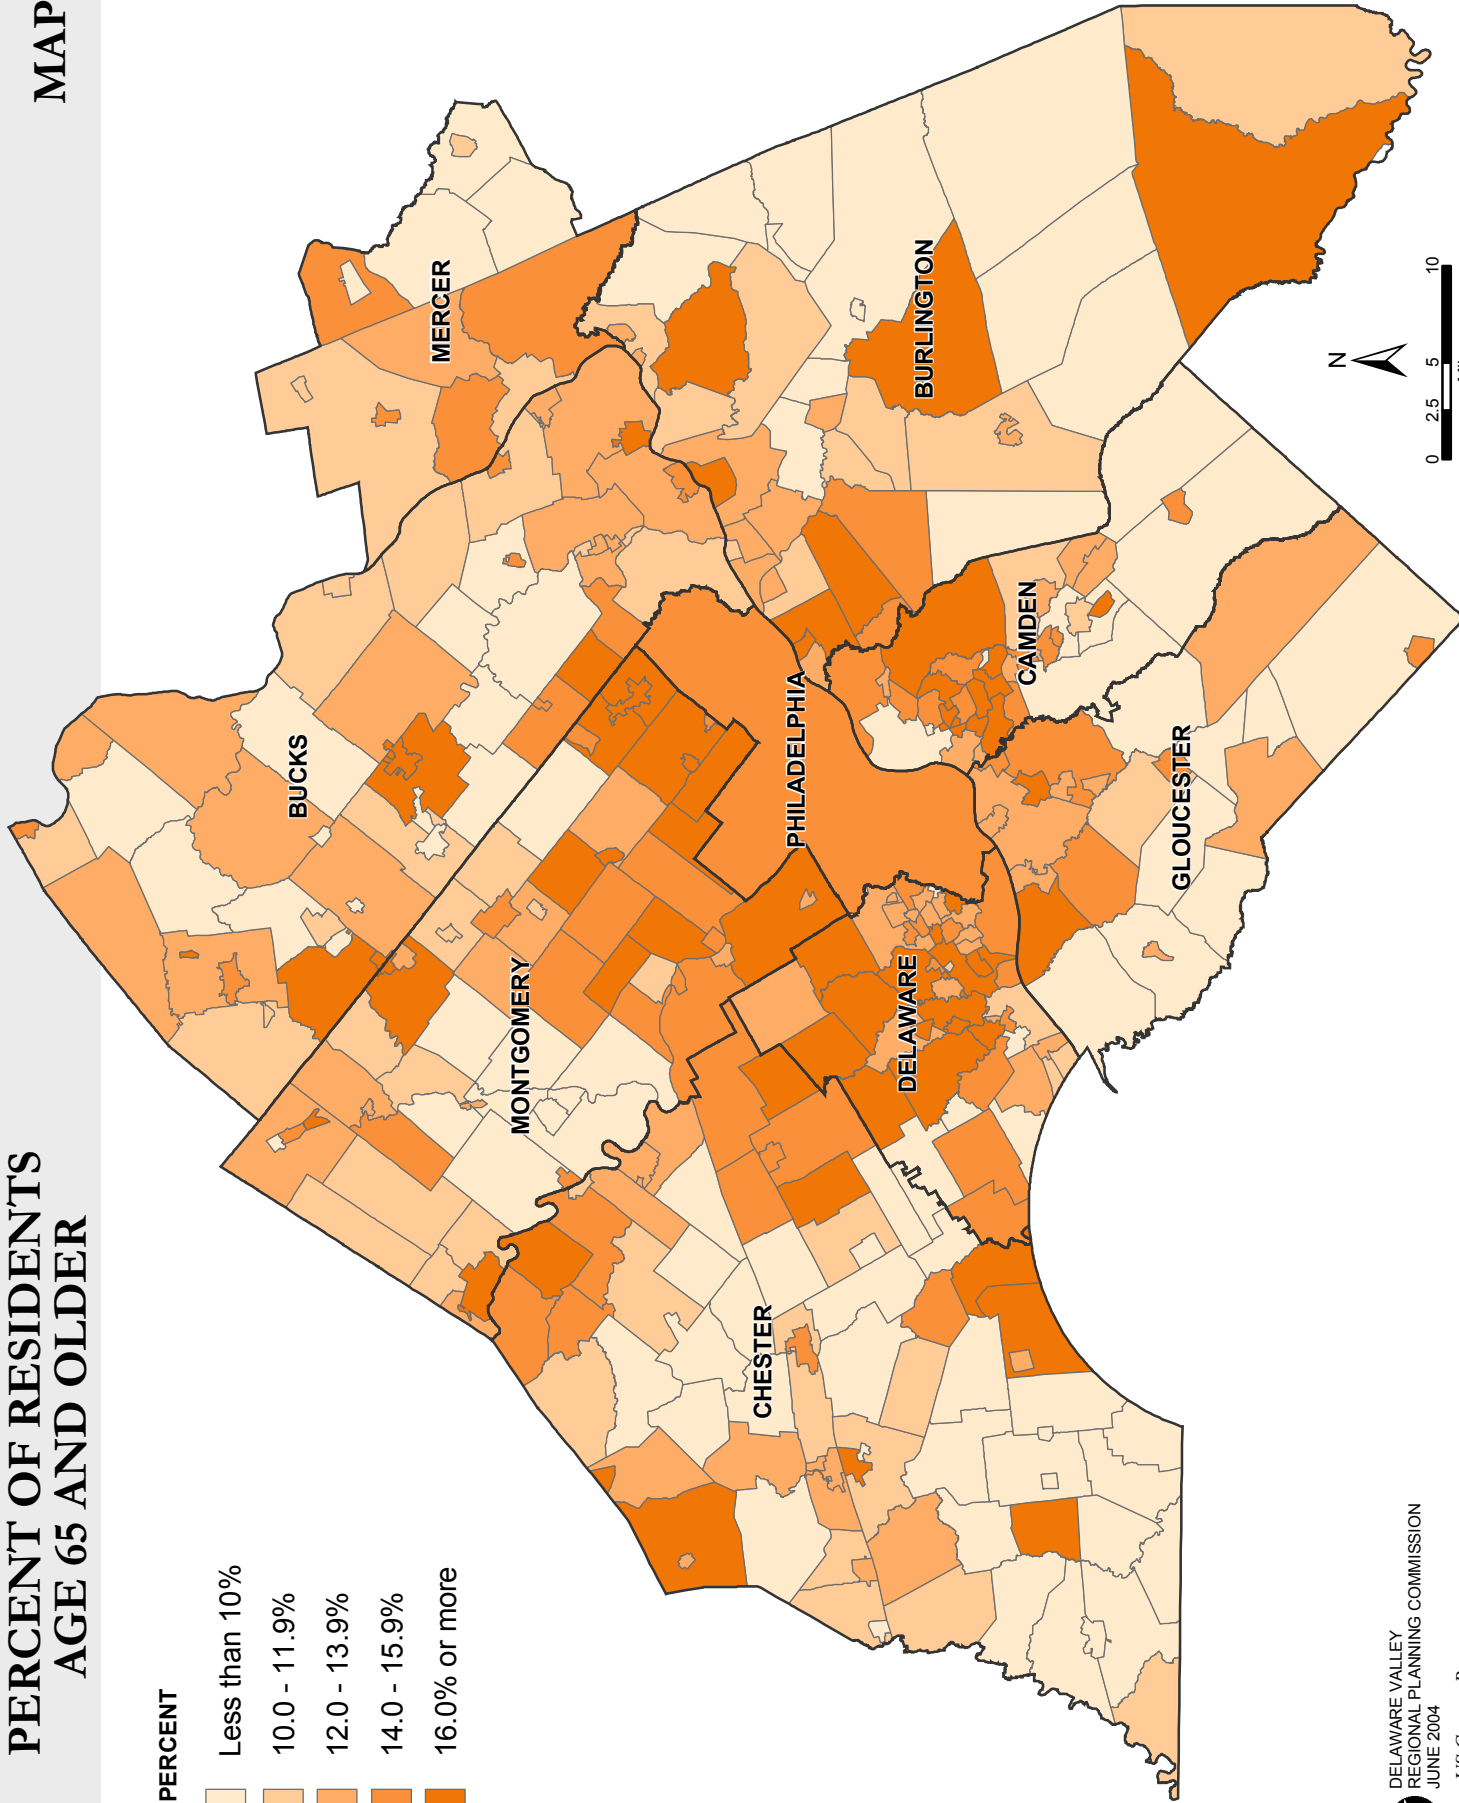 PERCENT OF RESIDENTS
AGE 65 AND OLDER
MAP
PERCENT
Less than 10%
10.0 - 11.9%
12.0 - 13.9%
14.0 - 15.9%
16.0% or more
BUCKS
MERCER
MONTGOMERY
PHILADELPHIA
BURLINGTON
CHESTER
DELAWARE
CAMDEN
GLOUCESTER
N
0 2.5 5 10
DELAWARE VALLEY
REGIONAL PLANNING COMMISSION
JUNE 2004